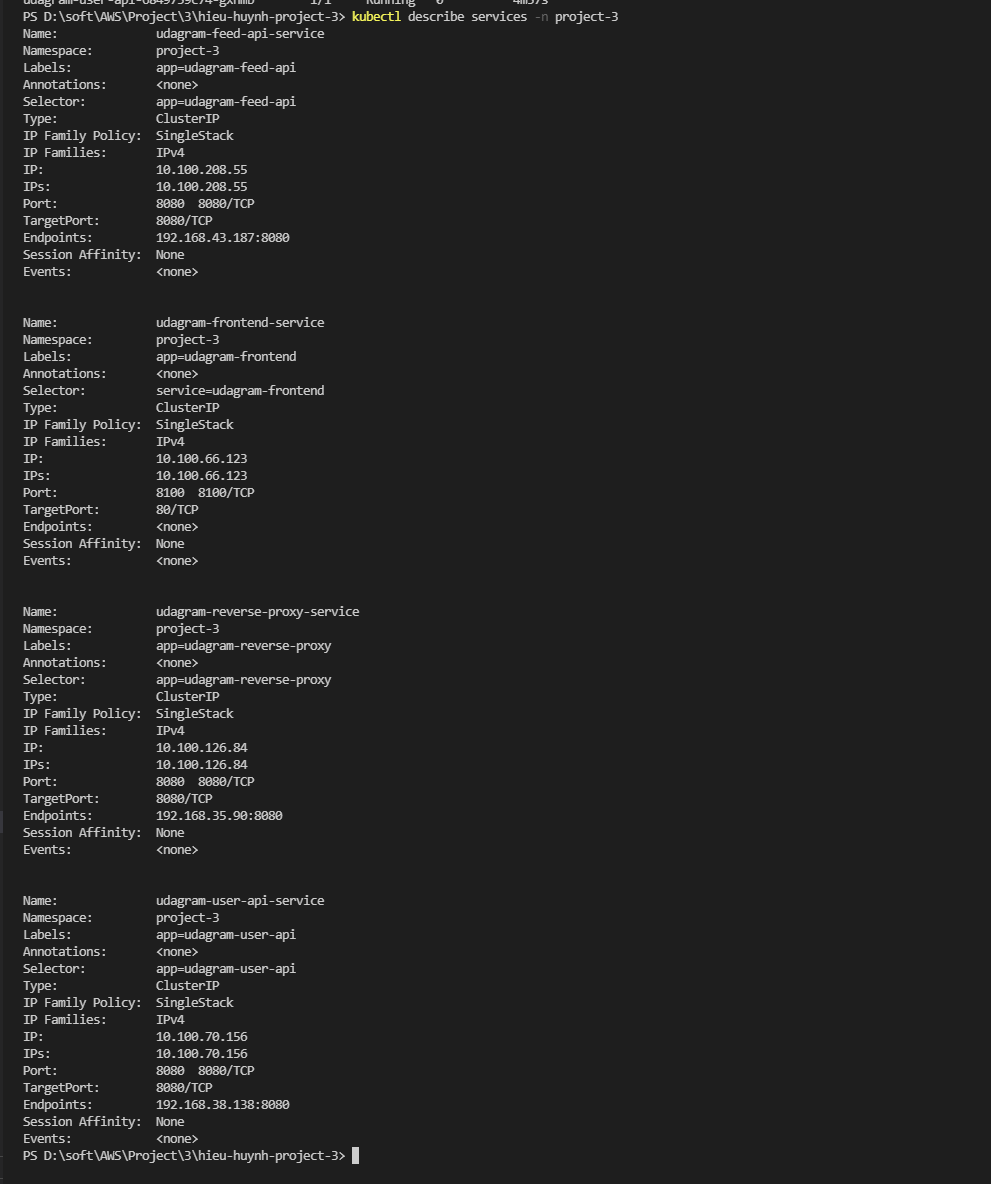 udagram-user-api-6849759c74-gxhmb 1/1 Running 0 4m57s
PS D:\soft\AWS\Project\3\hieu-huynh-project-3> kubectl describe services -n project-3
Name: udagram-feed-api-service
Namespace: project-3
Labels: app=udagram-feed-api
Annotations: <none>
Selector: app=udagram-feed-api
Type: ClusterIP
IP Family Policy: SingleStack
IP Families: IPv4
IP: 10.100.208.55
IPs: 10.100.208.55
Port: 8080 8080/TCP
TargetPort: 8080/TCP
Endpoints: 192.168.43.187:8080
Session Affinity: None
Events: <none>
Name: udagram-frontend-service
Namespace: project-3
Labels: app=udagram-frontend
Annotations: <none>
Selector: service=udagram-frontend
Type: ClusterIP
IP Family Policy: SingleStack
IP Families: IPv4
IP: 10.100.66.123
IPs: 10.100.66.123
Port: 8100 8100/TCP
TargetPort: 80/TCP
Endpoints: <none>
Session Affinity: None
Events: <none>
Name: udagram-reverse-proxy-service
Namespace: project-3
Labels: app=udagram-reverse-proxy
Annotations: <none>
Selector: app=udagram-reverse-proxy
Type: ClusterIP
IP Family Policy: SingleStack
IP Families: IPv4
IP: 10.100.126.84
IPs: 10.100.126.84
Port: 8080 8080/TCP
TargetPort: 8080/TCP
Endpoints: 192.168.35.90:8080
Session Affinity: None
Events: <none>
Name: udagram-user-api-service
Namespace: project-3
Labels: app=udagram-user-api
Annotations: <none>
Selector: app=udagram-user-api
Type: ClusterIP
IP Family Policy: SingleStack
IP Families: IPv4
IP: 10.100.70.156
IPs: 10.100.70.156
Port: 8080 8080/TCP
TargetPort: 8080/TCP
Endpoints: 192.168.38.138:8080
Session Affinity: None
Events: <none>
PS D:\soft\AWS\Project\3\hieu-huynh-project-3>